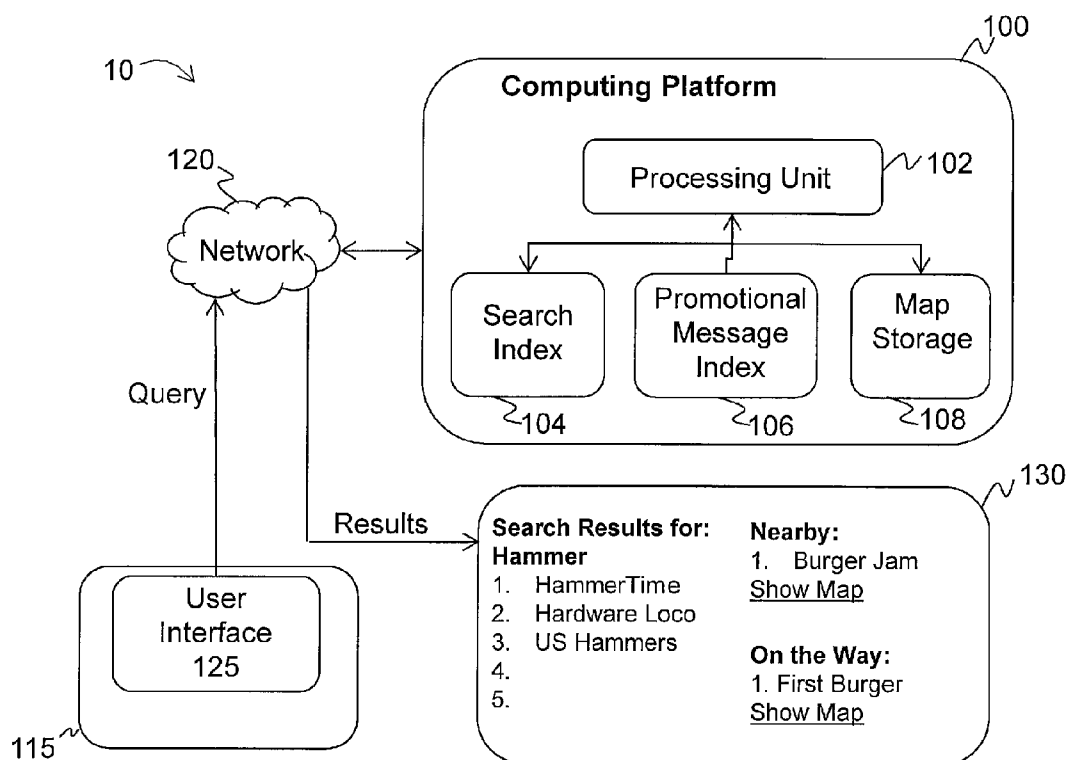 100
10
Computing Platform
120
Processing Unit
102
Network
Search
Index
Promotional
Message
Index
Map
Storage
Query
104
106
108
130
Results
Search Results for:
Hammer
1. HammerTime
2. Hardware Loco
3. US Hammers
4.
5.
Nearby:
1. Burger Jam
Show Map
On the Way:
1. First Burger
Show Map
User
Interface
125
115